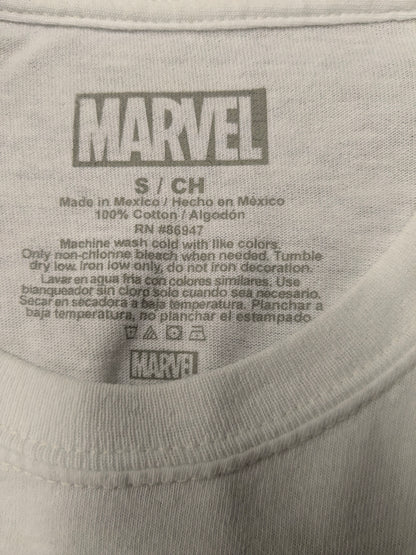 MARVEL
S / CH
Made in Mexico / Hecho en México
100% Cotton / Algodón
RN #86947
Machine wash cold with like colors.
Only non-chlorine bleach when needed. Tumble
dry low. Iron low only, do not iron decoration.
Lavar en agua fria con colores similares. Use
blanqueador sin cloro solo cuando sea necesario.
Secar en secadora a baja temperatura. Planchar a
baja temperatura, no planchar el estampado
MARVEL